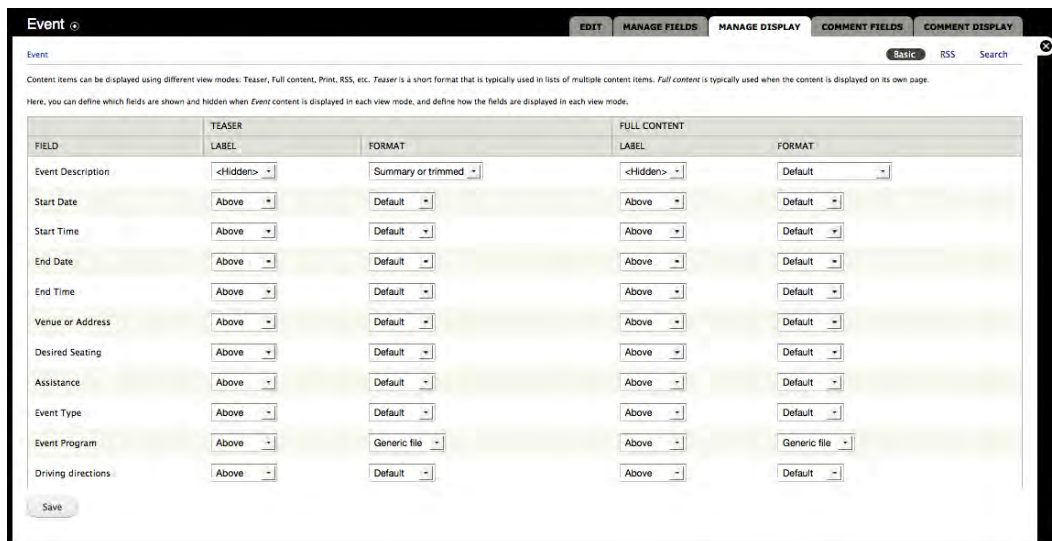 Event
EDIT MANAGE FIELDS MANAGE DISPLAY COMMENT FIELDS COMMENT DISPLAY
Event Basic RSS Search
Content items can be displayed using different view modes: Teaser, Full content, Print, RSS, etc. Teaser is a short format that is typically used in lists of multiple content items. Full content is typically used when the content is displayed on its own page.
Here, you can define which fields are shown and hidden when Event content is displayed in each view mode, and define how the fields are displayed in each view mode.
TEASER FULL CONTENT
FIELD LABEL FORMAT LABEL FORMAT
Event Description <Hidden> Summary or trimmed <Hidden> Default
Start Date Above Default Above Default
Start Time Above Default Above Default
End Date Above Default Above Default
End Time Above Default Above Default
Venue or Address Above Default Above Default
Desired Seating Above Default Above Default
Assistance Above Default Above Default
Event Type Above Default Above Default
Event Program Above Generic file Above Generic file
Driving directions Above Default Above Default
Save